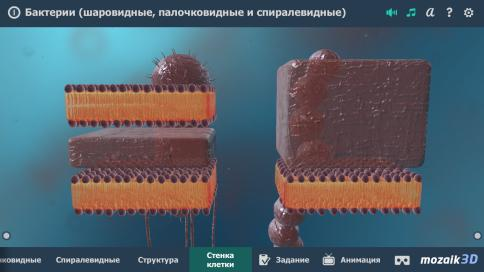 Бактерии (шаровидные, палочковидные и спиралевидные)
ковидные
Спиралевидные
Структура
Стенка
клетки
Задание
Анимация
mozaik3D